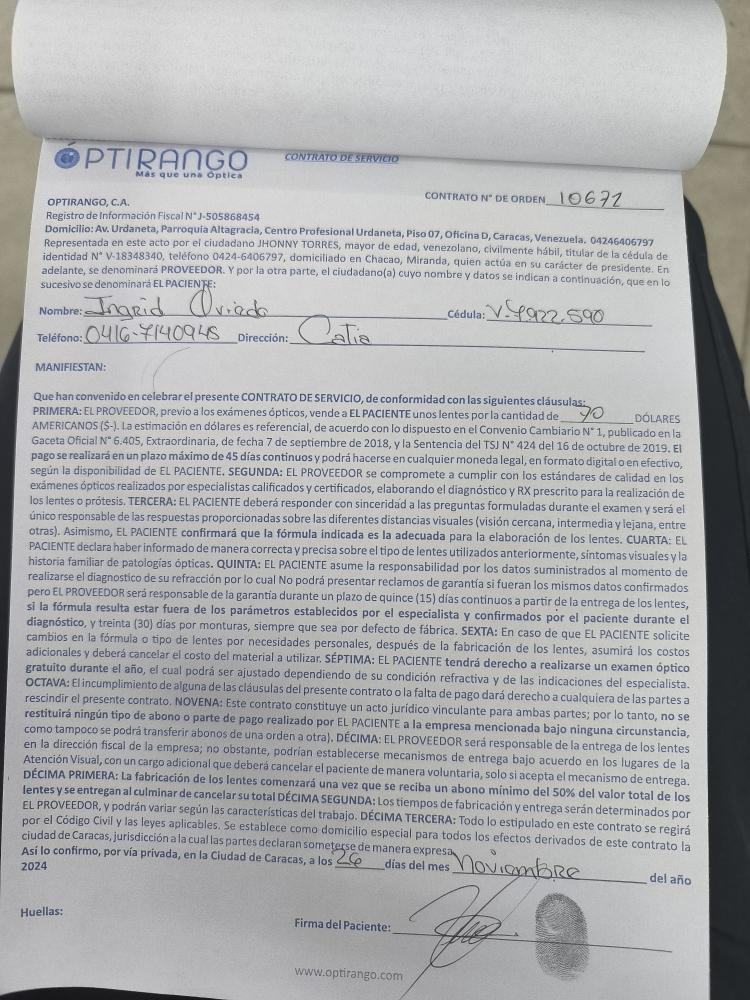 ÓPTIRANGO
Más que una Óptica
CONTRATO DE SERVICIO
CONTRATO N° DE ORDEN 10671
OPTIRANGO, C.A.
Registro de Información Fiscal N° J-505868454
Domicilio: Av. Urdaneta, Parroquia Altagracia, Centro Profesional Urdaneta, Piso 07, Oficina D, Caracas, Venezuela. 04246406797
Representada en este acto por el ciudadano JHONNY TORRES, mayor de edad, venezolano, civilmente hábil, titular de la cédula de
identidad N° V-18348340, teléfono 0424-6406797, domiciliado en Chacao, Miranda, quien actúa en su carácter de presidente. En
adelante, se denominará PROVEEDOR. Y por la otra parte, el ciudadano(a) cuyo nombre y datos se indican a continuación, que en lo
sucesivo se denominará EL PACIENTE:
Nombre: Ingrid Oviedo Cédula: V-7.922.590
Teléfono: 0416-7140948 Dirección: Catia
MANIFIESTAN:
Que han convenido en celebrar el presente CONTRATO DE SERVICIO, de conformidad con las siguientes cláusulas:
PRIMERA: EL PROVEEDOR, previo a los exámenes ópticos, vende a EL PACIENTE unos lentes por la cantidad de 40 DÓLARES
AMERICANOS ($-). La estimación en dólares es referencial, de acuerdo con lo dispuesto en el Convenio Cambiario N° 1, publicado en la
Gaceta Oficial N° 6.405, Extraordinaria, de fecha 7 de septiembre de 2018, y la Sentencia del TSJ N° 424 del 16 de octubre de 2019. El
pago se realizará en un plazo máximo de 45 días continuos y podrá hacerse en cualquier moneda legal, en formato digital o en efectivo,
según la disponibilidad de EL PACIENTE. SEGUNDA: EL PROVEEDOR se compromete a cumplir con los estándares de calidad en los
exámenes ópticos realizados por especialistas calificados y certificados, elaborando el diagnóstico y RX prescrito para la realización de
los lentes o prótesis. TERCERA: EL PACIENTE deberá responder con sinceridad a las preguntas formuladas durante el examen y será el
único responsable de las respuestas proporcionadas sobre las diferentes distancias visuales (visión cercana, intermedia y lejana, entre
otras). Asimismo, EL PACIENTE confirmará que la fórmula indicada es la adecuada para la elaboración de los lentes. CUARTA: EL
PACIENTE declara haber informado de manera correcta y precisa sobre el tipo de lentes utilizados anteriormente, síntomas visuales y la
historia familiar de patologías ópticas. QUINTA: EL PACIENTE asume la responsabilidad por los datos suministrados al momento de
realizarse el diagnostico de su refracción por lo cual No podrá presentar reclamos de garantía si fueran los mismos datos confirmados
pero EL PROVEEDOR será responsable de la garantía durante un plazo de quince (15) días continuos a partir de la entrega de los lentes,
si la fórmula resulta estar fuera de los parámetros establecidos por el especialista y confirmados por el paciente durante el
diagnóstico, y treinta (30) días por monturas, siempre que sea por defecto de fábrica. SEXTA: En caso de que EL PACIENTE solicite
cambios en la fórmula o tipo de lentes por necesidades personales, después de la fabricación de los lentes, asumirá los costos
adicionales y deberá cancelar el costo del material a utilizar. SÉPTIMA: EL PACIENTE tendrá derecho a realizarse un examen óptico
gratuito durante el año, el cual podrá ser ajustado dependiendo de su condición refractiva y de las indicaciones del especialista.
OCTAVA: El incumplimiento de alguna de las cláusulas del presente contrato o la falta de pago dará derecho a cualquiera de las partes a
rescindir el presente contrato. NOVENA: Este contrato constituye un acto jurídico vinculante para ambas partes; por lo tanto, no se
restituirá ningún tipo de abono o parte de pago realizado por EL PACIENTE a la empresa mencionada bajo ninguna circunstancia,
como tampoco se podrá transferir abonos de una orden a otra). DÉCIMA: EL PROVEEDOR será responsable de la entrega de los lentes
en la dirección fiscal de la empresa; no obstante, podrían establecerse mecanismos de entrega bajo acuerdo en los lugares de la
Atención Visual, con un cargo adicional que deberá cancelar el paciente de manera voluntaria, solo si acepta el mecanismo de entrega.
DÉCIMA PRIMERA: La fabricación de los lentes comenzará una vez que se reciba un abono mínimo del 50% del valor total de los
lentes y se entregan al culminar de cancelar su total DÉCIMA SEGUNDA: Los tiempos de fabricación y entrega serán determinados por
EL PROVEEDOR, y podrán variar según las características del trabajo. DÉCIMA TERCERA: Todo lo estipulado en este contrato se regirá
por el Código Civil y las leyes aplicables. Se establece como domicilio especial para todos los efectos derivados de este contrato la
ciudad de Caracas, jurisdicción a la cual las partes declaran someterse de manera expresa.
Así lo confirmo, por vía privada, en la Ciudad de Caracas, a los 26 días del mes Noviembre del año
2024
Huellas:
Firma del Paciente:
www.optirango.com